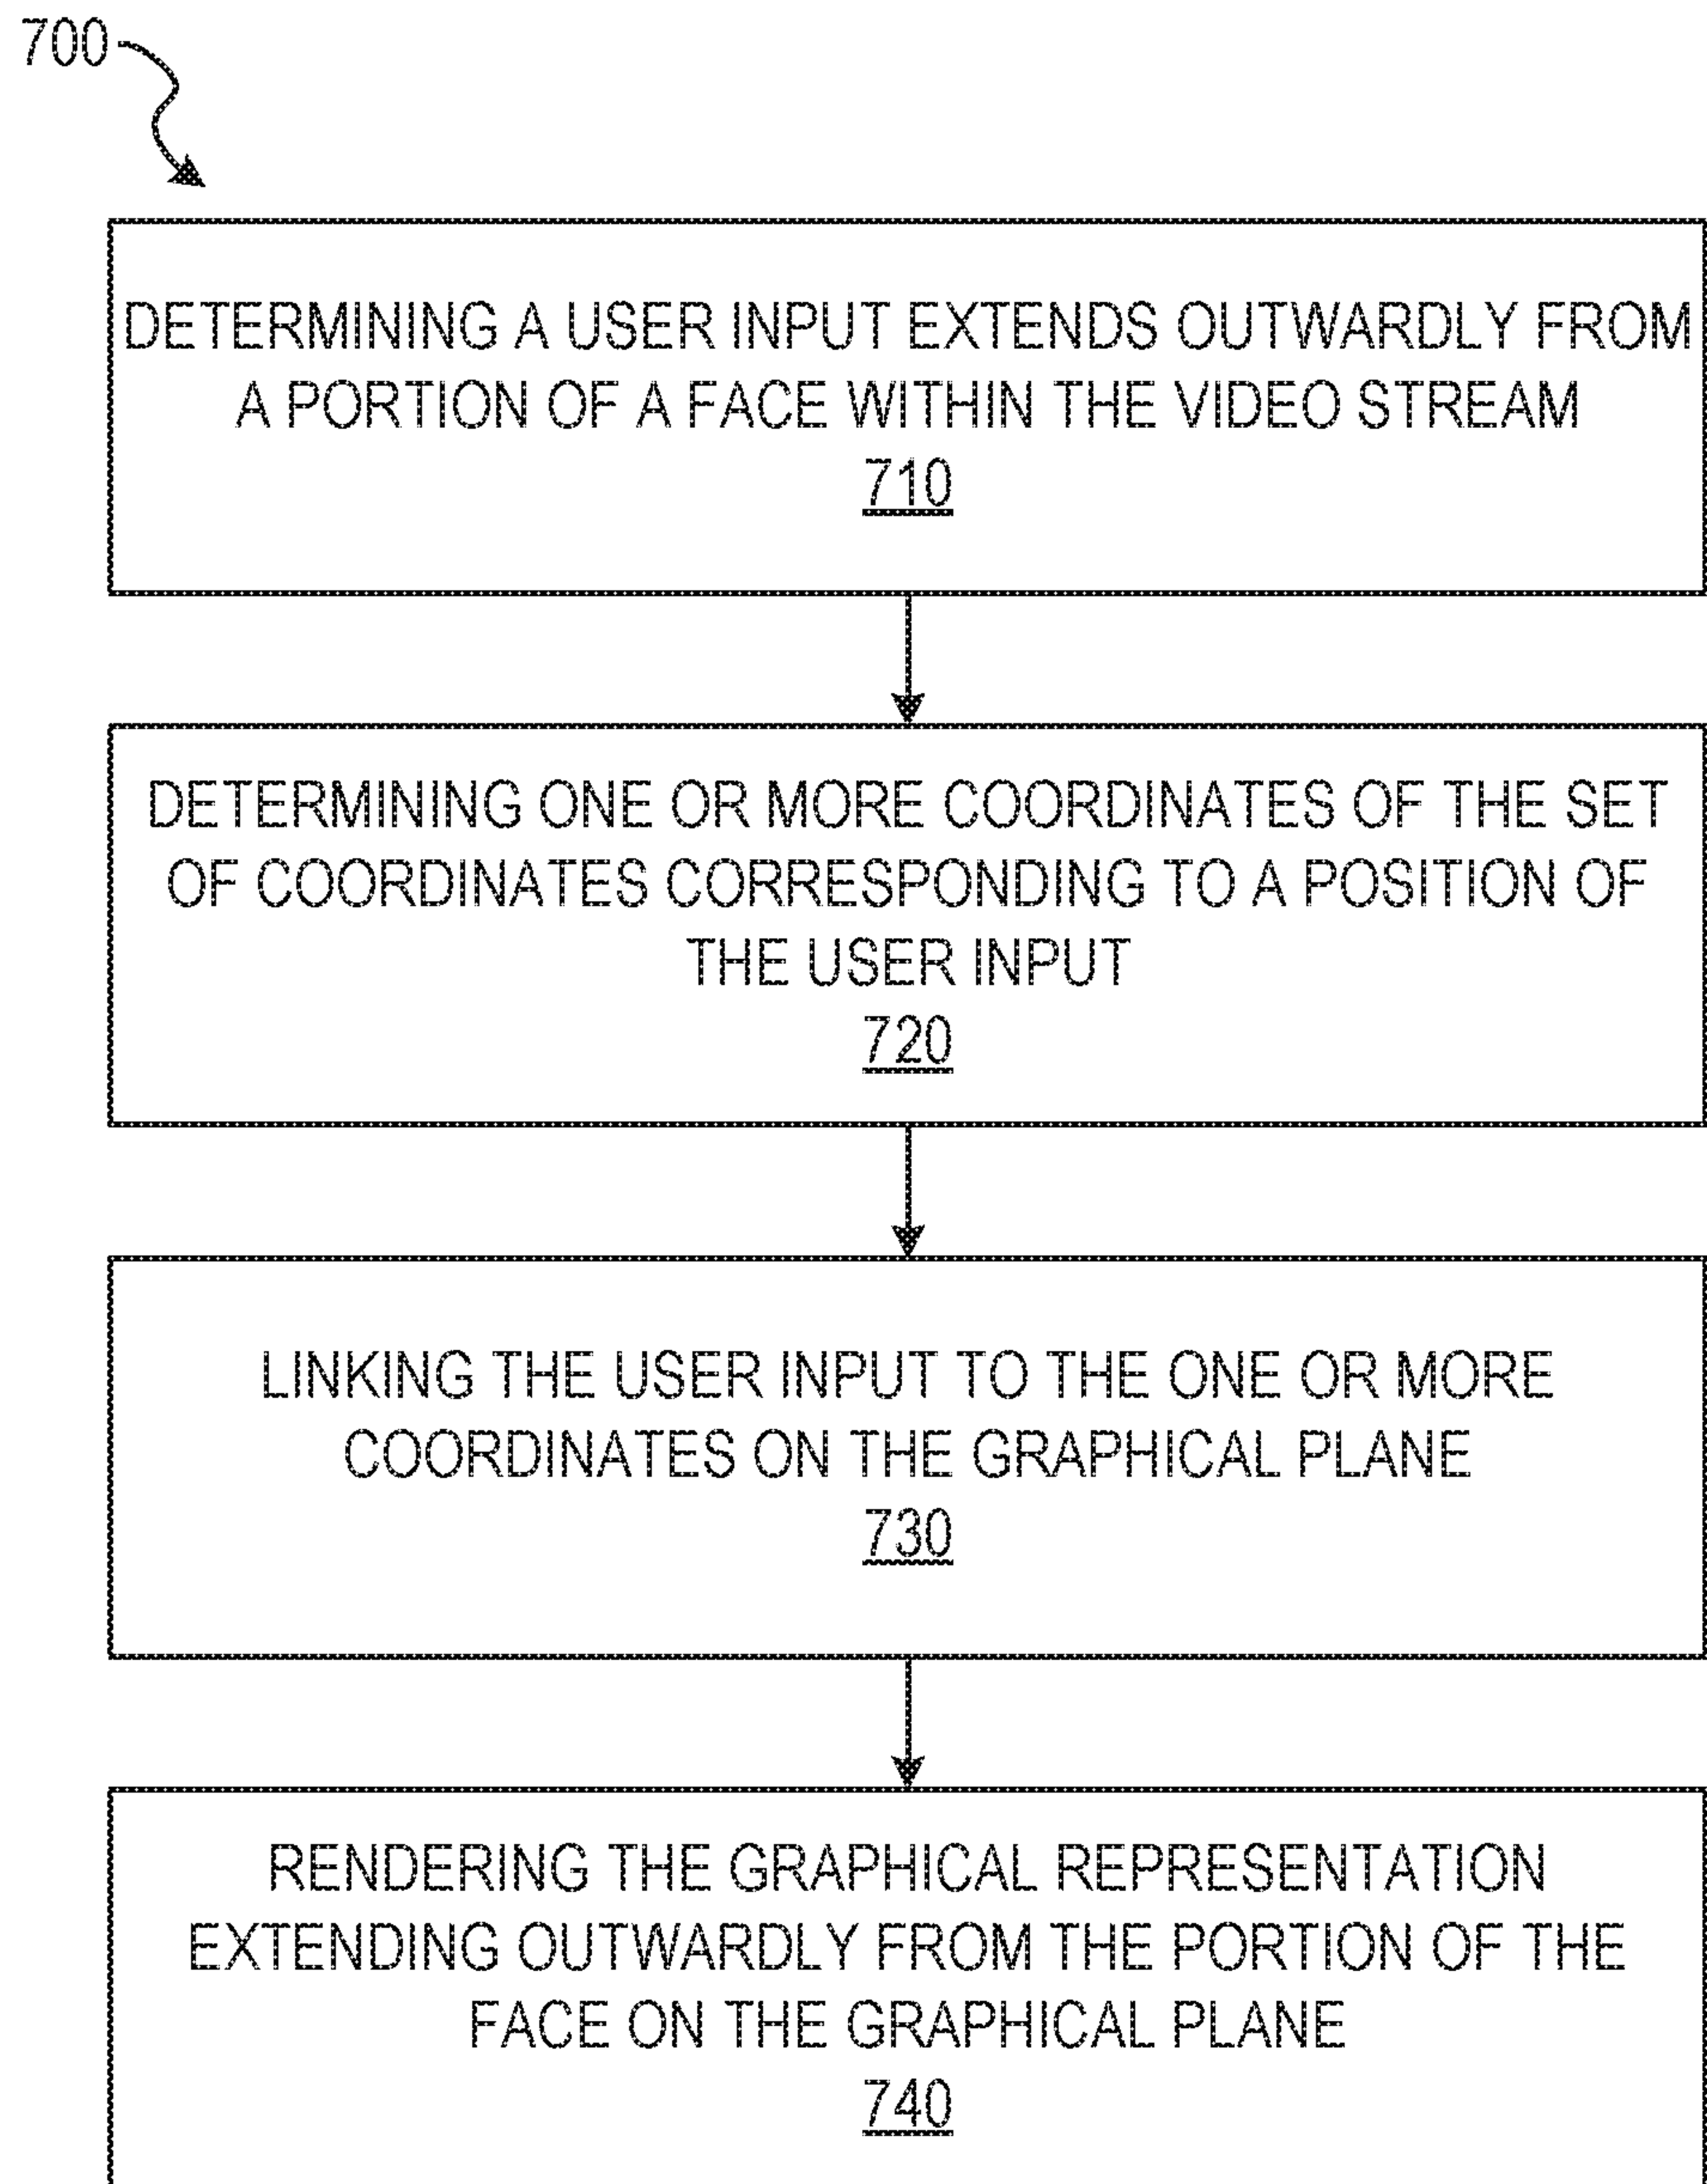 700
DETERMINING A USER INPUT EXTENDS OUTWARDLY FROM
A PORTION OF A FACE WITHIN THE VIDEO STREAM
710
DETERMINING ONE OR MORE COORDINATES OF THE SET
OF COORDINATES CORRESPONDING TO A POSITION OF
THE USER INPUT
720
LINKING THE USER INPUT TO THE ONE OR MORE
COORDINATES ON THE GRAPHICAL PLANE
730
RENDERING THE GRAPHICAL REPRESENTATION
EXTENDING OUTWARDLY FROM THE PORTION OF THE
FACE ON THE GRAPHICAL PLANE
740